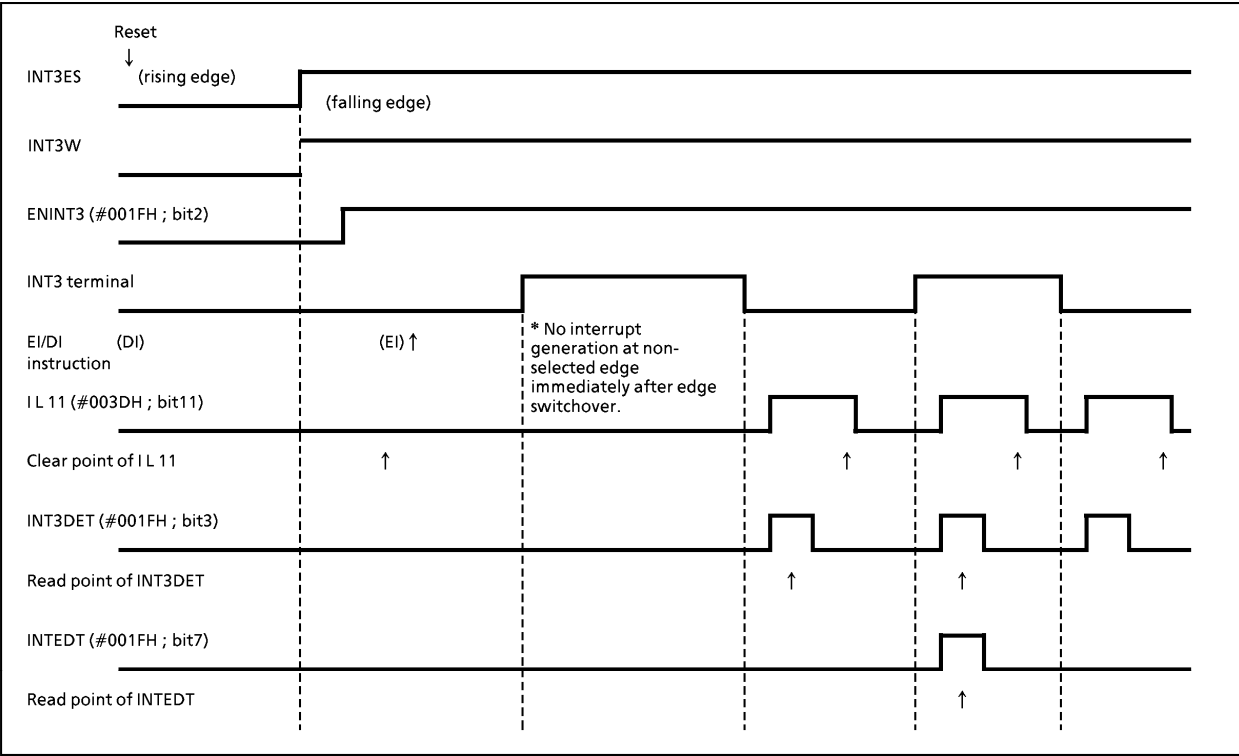 Reset
↓
INT3ES (rising edge)
(falling edge)
INT3W
ENINT3 (#001FH ; bit2)
INT3 terminal
EI/DI (DI) (EI) ↑
instruction
* No interrupt
generation at non-
selected edge
immediately after edge
switchover.
I L 11 (#003DH ; bit11)
Clear point of I L 11 ↑ ↑ ↑ ↑
INT3DET (#001FH ; bit3)
Read point of INT3DET ↑ ↑
INTEDT (#001FH ; bit7)
Read point of INTEDT ↑